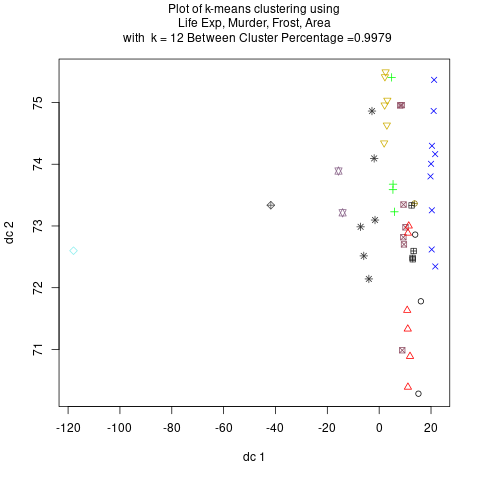 Plot of k-means clustering using
Life Exp, Murder, Frost, Area
with k = 12 Between Cluster Percentage =0.9979
dc 2
75
74
73
72
71
-120 -100 -80 -60 -40 -20 0 20
dc 1